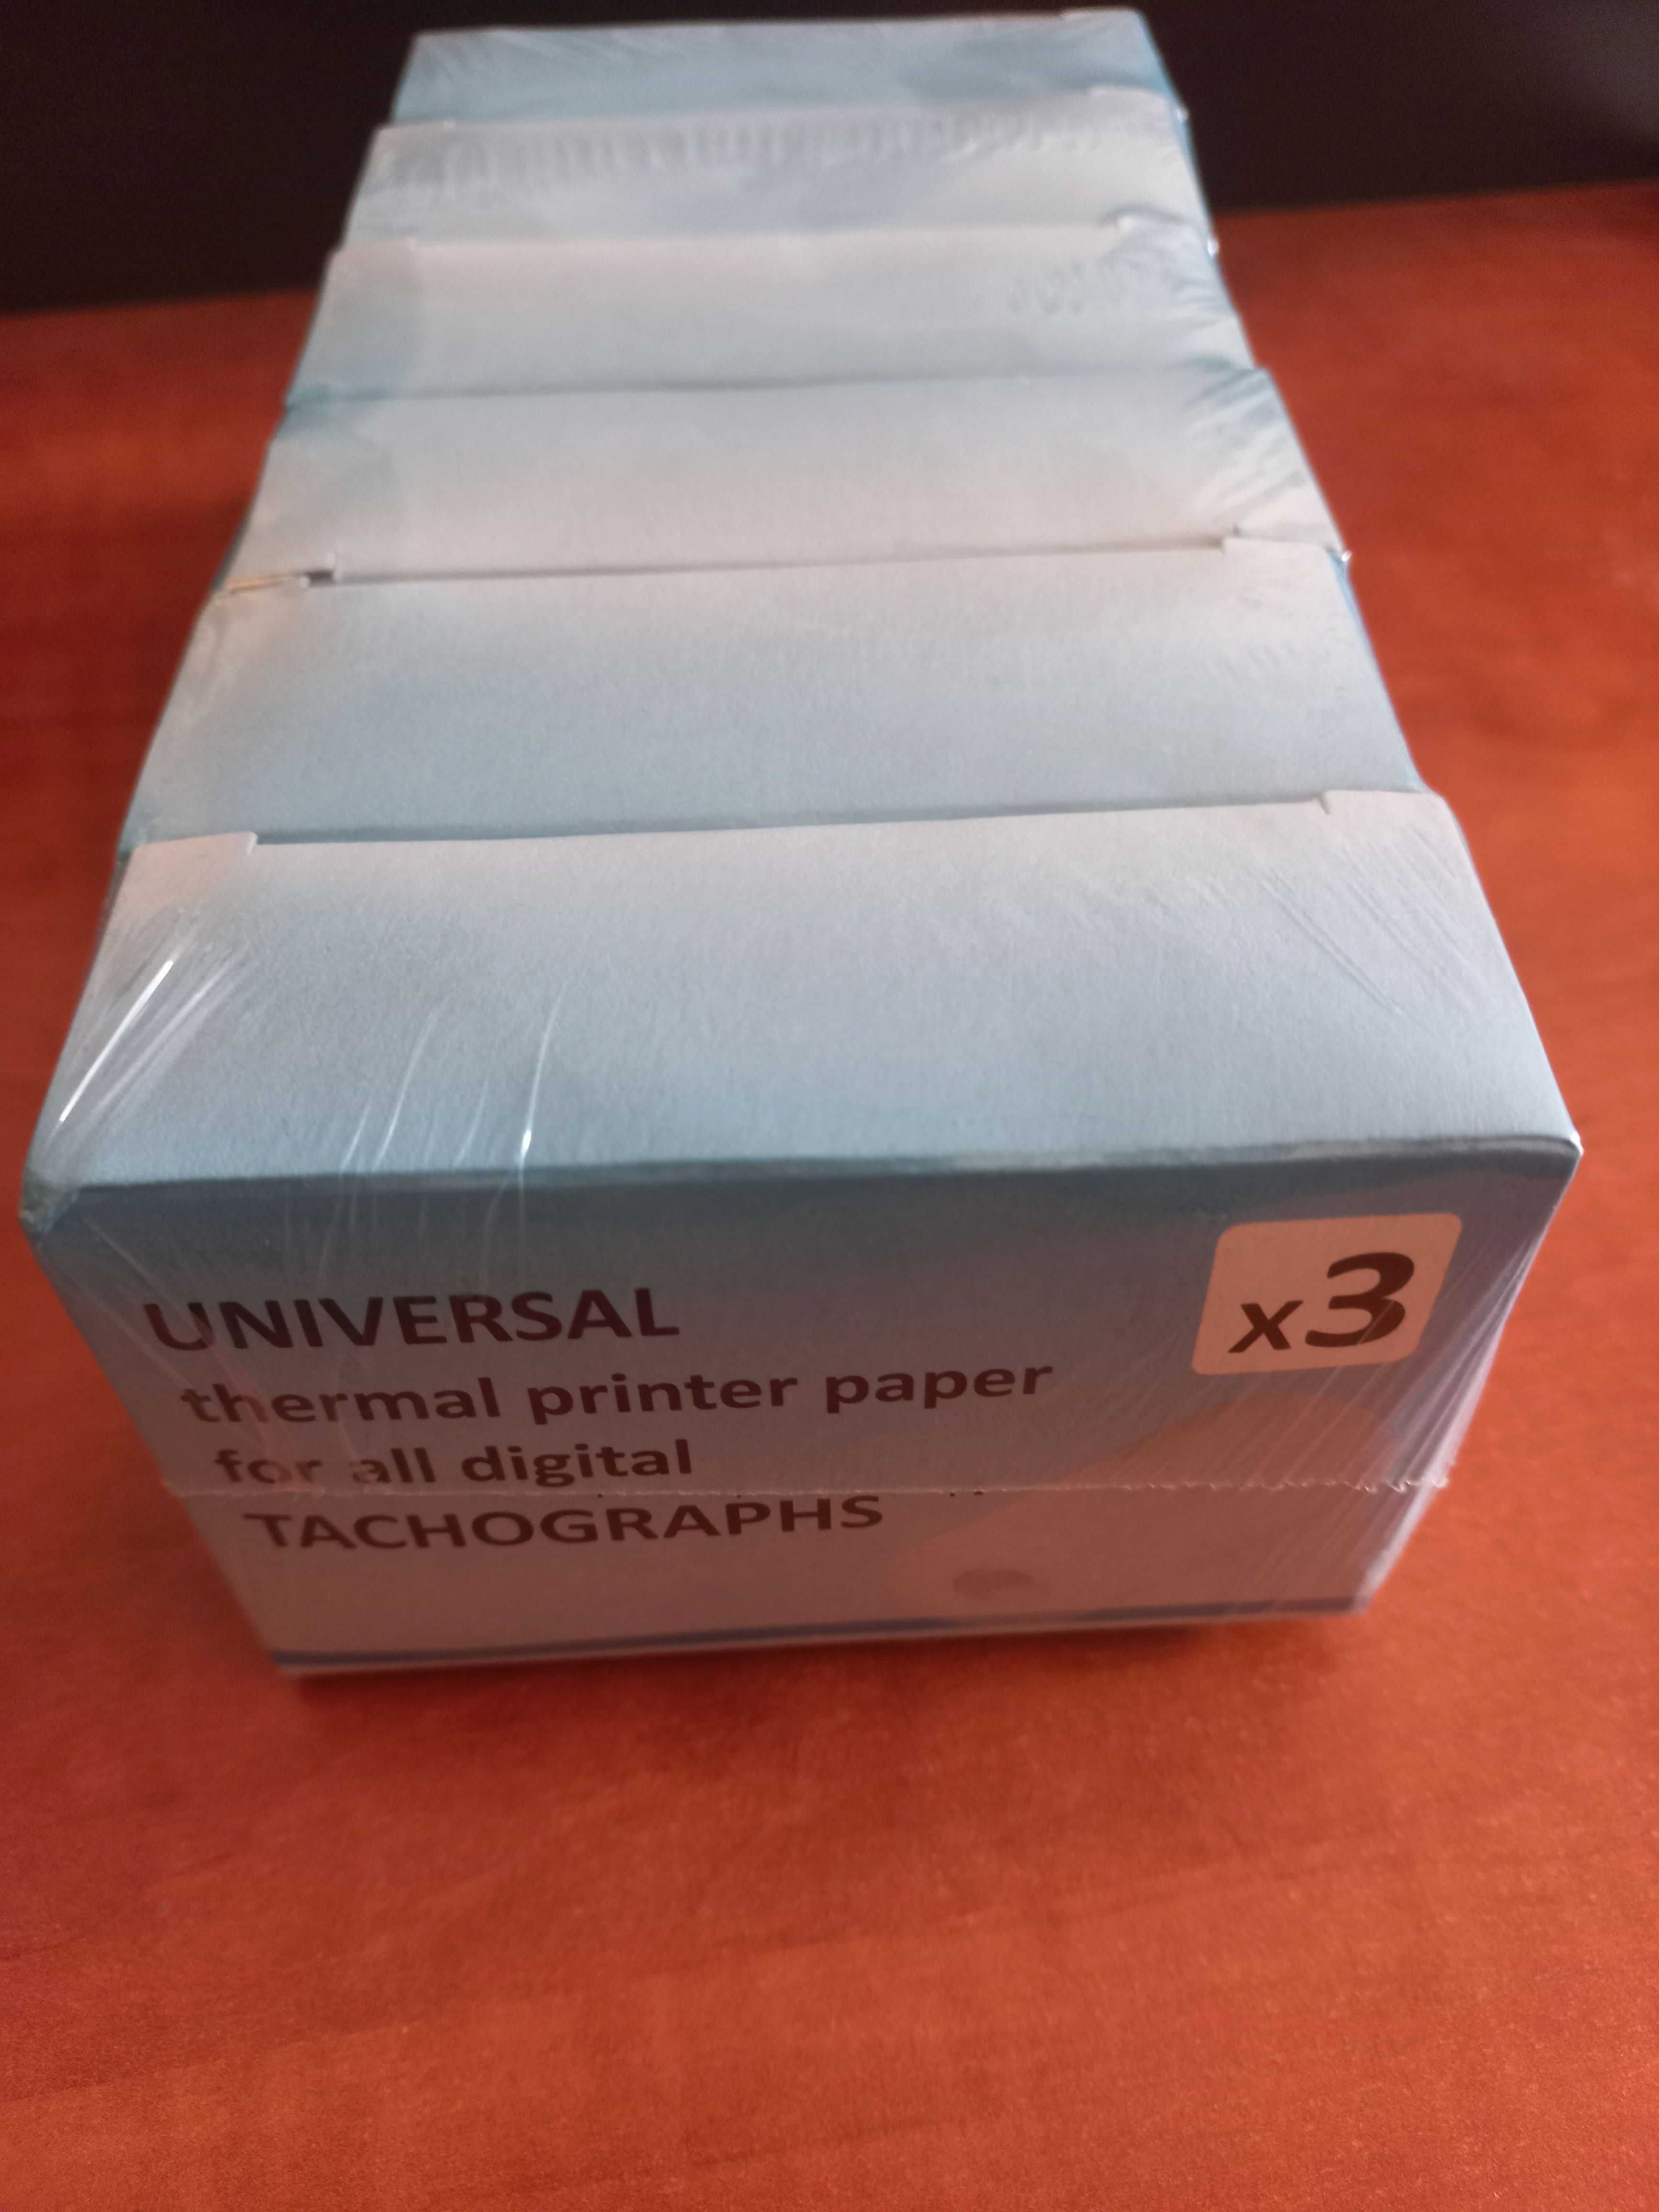 UNIVERSAL
x3
thermal printer paper
for all digital
TACHOGRAPHS